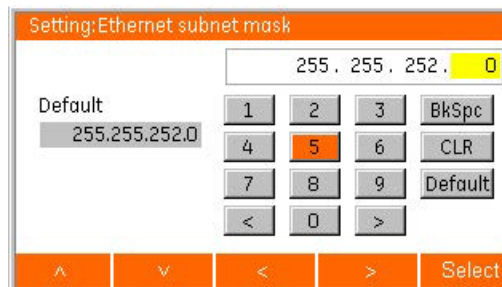 Setting:Ethernet subnet mask
255. 255. 252. 0
Default
255.255.252.0
1 2 3 BkSpc
4 5 6 CLR
7 8 9 Default
< 0 >
^ v < > Select